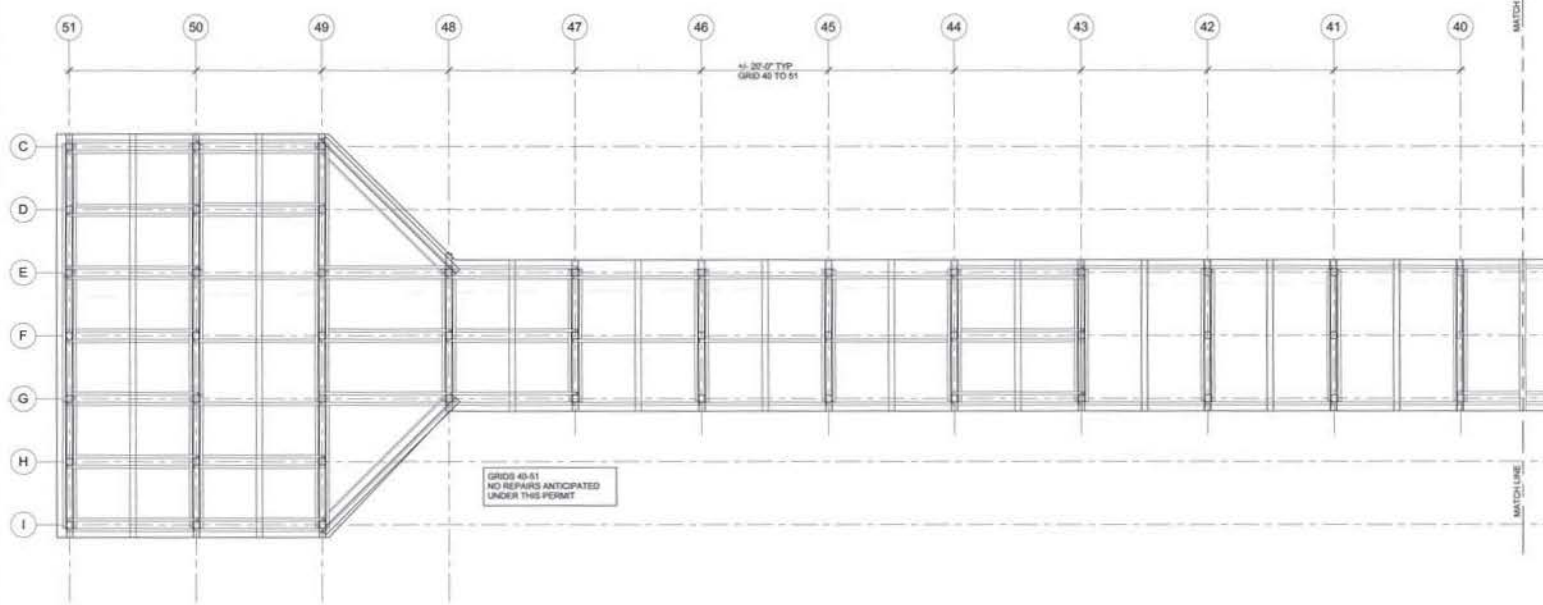 51
50
49
48
47
46
45
44
43
42
41
40
MATCH
+/- 20'-0" TYP
GRID 40 TO 51
C
D
E
F
G
H
I
GRIDS 40-51
NO REPAIRS ANTICIPATED
UNDER THIS PERMIT
MATCH LINE